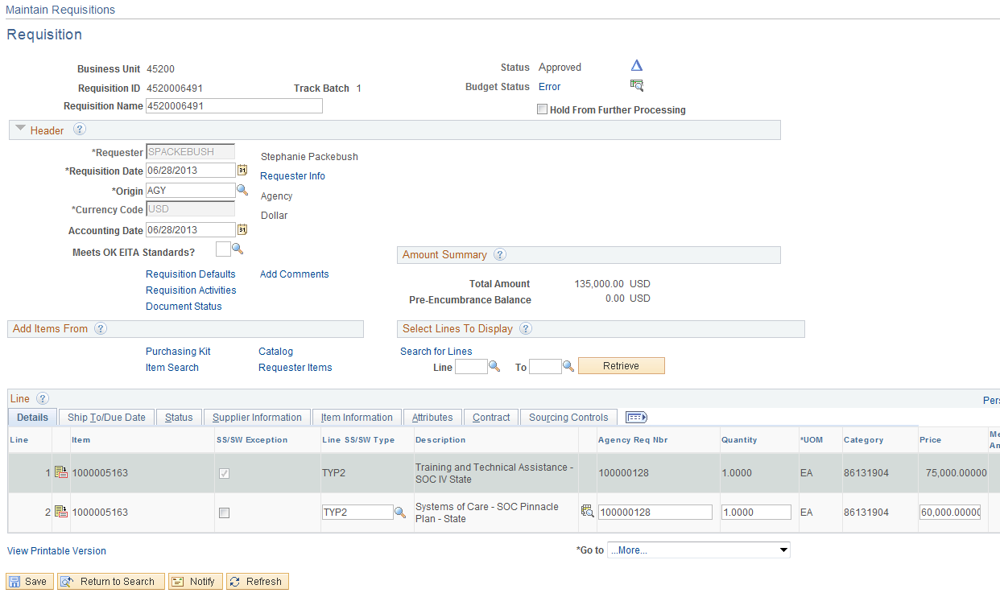 Maintain Requisitions
Requisition
Business Unit 45200 Status Approved
Requisition ID 4520006491 Track Batch 1 Budget Status Error
Requisition Name 4520006491 Hold From Further Processing
Header ?
*Requester SPACKEBUSH Stephanie Packebush
*Requisition Date 06/28/2013 31 Requester Info
*Origin AGY Agency
*Currency Code USD Dollar
Accounting Date 06/28/2013 31
Meets OK EITA Standards?
Amount Summary ?
Requisition Defaults Add Comments
Requisition Activities
Document Status
Total Amount 135,000.00 USD
Pre-Encumbrance Balance 0.00 USD
Add Items From ? Select Lines To Display ?
Purchasing Kit Catalog Search for Lines
Item Search Requester Items Line To Retrieve
Line ? Pers
Details Ship To/Due Date Status Supplier Information Item Information Attributes Contract Sourcing Controls
Line Item SS/SW Exception Line SS/SW Type Description Agency Req Nbr Quantity *UOM Category Price Me
An
1 1000005163 TYP2 Training and Technical Assistance - 100000128 1.0000 EA 86131904 75,000.00000
SOC IV State
2 1000005163 TYP2 Systems of Care - SOC Pinnacle 100000128 1.0000 EA 86131904 60,000.00000
Plan - State
View Printable Version *Go to ...More...
Save Return to Search Notify Refresh